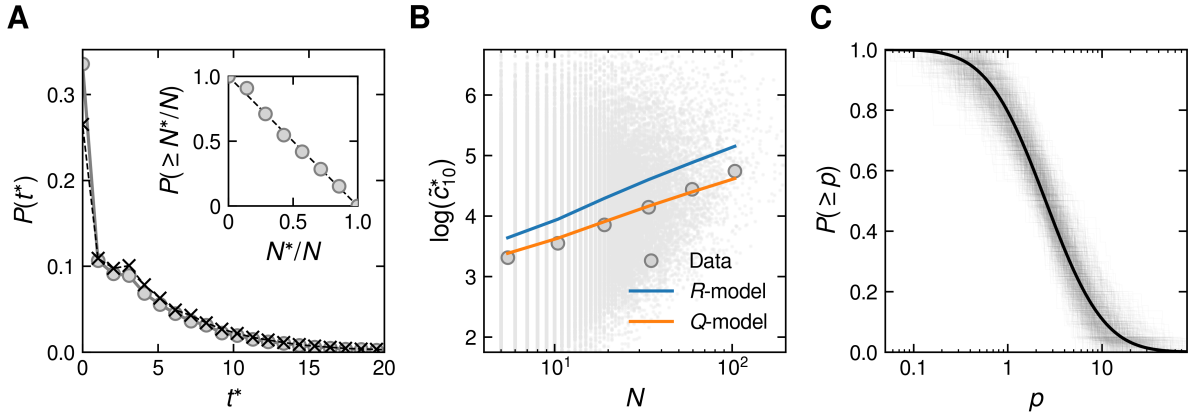 A
P(t*)
0.3
0.2
0.1
0.0
0
5
10
15
20
t*
P(≥ N*/N)
1.0
0.5
0
0
0.5
1.0
N*/N
B
log(c̃*₁₀)
6
5
4
3
2
10¹
10²
N
Data
R-model
Q-model
C
P(≥ p)
1.0
0.8
0.6
0.4
0.2
0.0
0.1
1
10
p